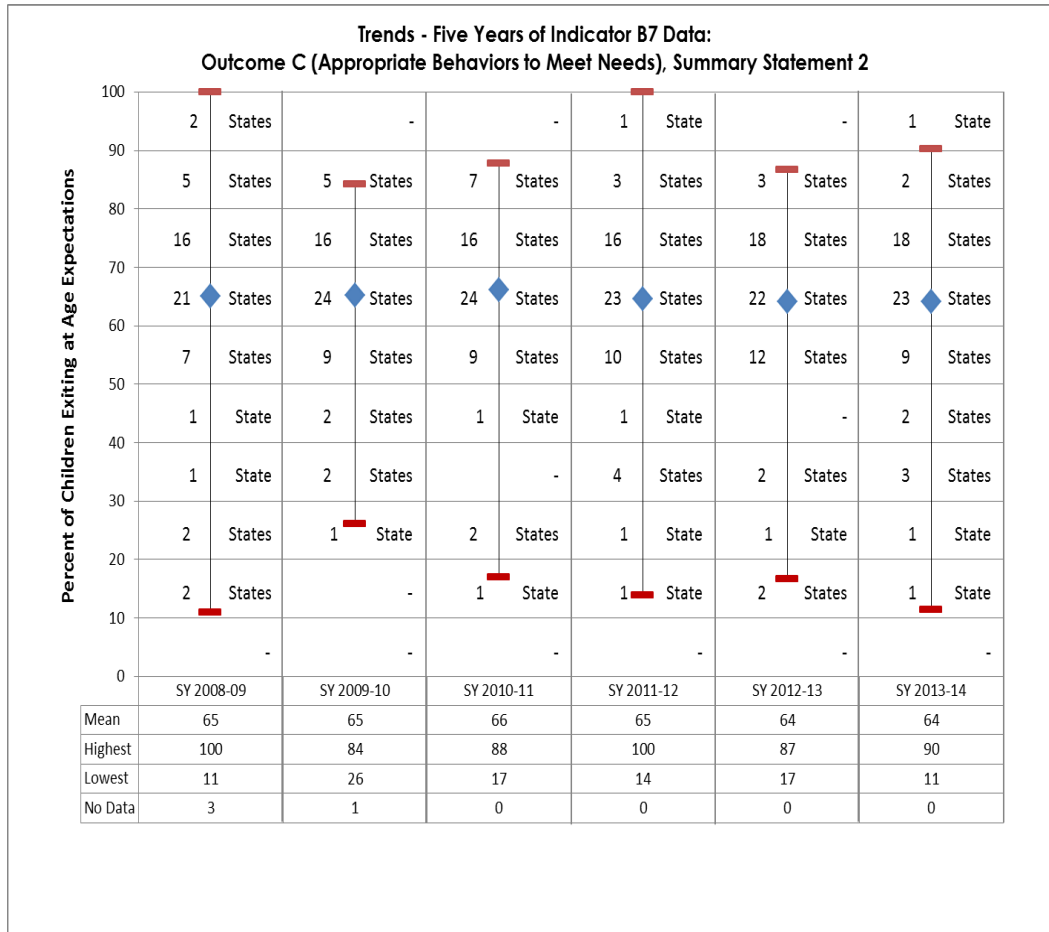 Trends - Five Years of Indicator B7 Data:
Outcome C (Appropriate Behaviors to Meet Needs), Summary Statement 2
Percent of Children Exiting at Age Expectations
100
2 States - - 1 State - 1 State
90
5 States 5 States 7 States 3 States 3 States 2 States
80
16 States 16 States 16 States 16 States 18 States 18 States
70
21 States 24 States 24 States 23 States 22 States 23 States
60
7 States 9 States 9 States 10 States 12 States 9 States
50
1 State 2 States 1 State 1 State - 2 States
40
1 State 2 States - 4 States 2 States 3 States
30
2 States 1 State 2 States 1 State 1 State 1 State
20
2 States - 1 State 1 State 2 States 1 State
10
- - - - - -
0
SY 2008-09 SY 2009-10 SY 2010-11 SY 2011-12 SY 2012-13 SY 2013-14
Mean 65 65 66 65 64 64
Highest 100 84 88 100 87 90
Lowest 11 26 17 14 17 11
No Data 3 1 0 0 0 0